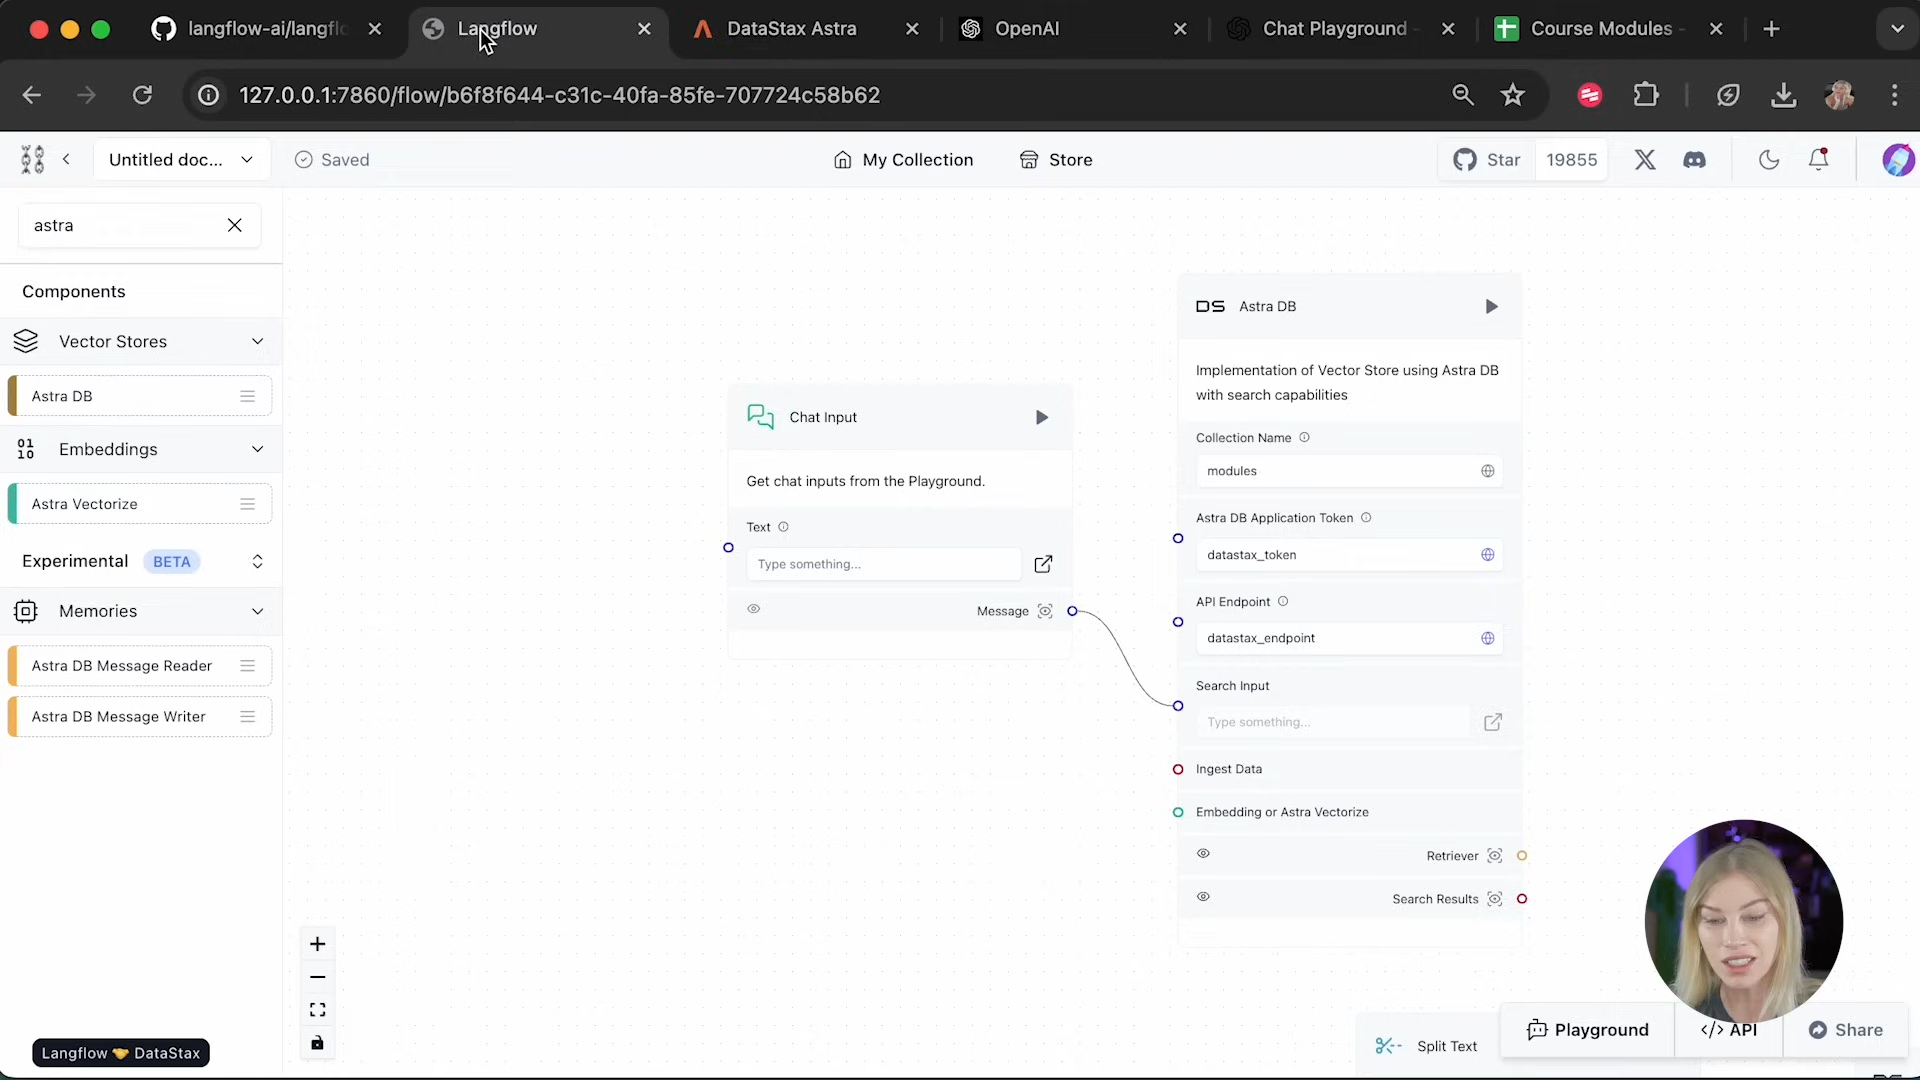 langflow-ai/langfl
Langflow
DataStax Astra
OpenAI
Chat Playground -
Course Modules -
127.0.0.1:7860/flow/b6f8f644-c31c-40fa-85fe-707724c58b62
Untitled doc...
Saved
My Collection
Store
Star
19855
astra
Components
Vector Stores
Astra DB
Embeddings
Astra Vectorize
Experimental
BETA
Memories
Astra DB Message Reader
Astra DB Message Writer
Langflow 🤝 DataStax
Chat Input
Get chat inputs from the Playground.
Text
Type something...
Message
DS
Astra DB
Implementation of Vector Store using Astra DB
with search capabilities
Collection Name
modules
Astra DB Application Token
datastax_token
API Endpoint
datastax_endpoint
Search Input
Type something...
Ingest Data
Embedding or Astra Vectorize
Retriever
Search Results
Split Text
Playground
</> API
Share